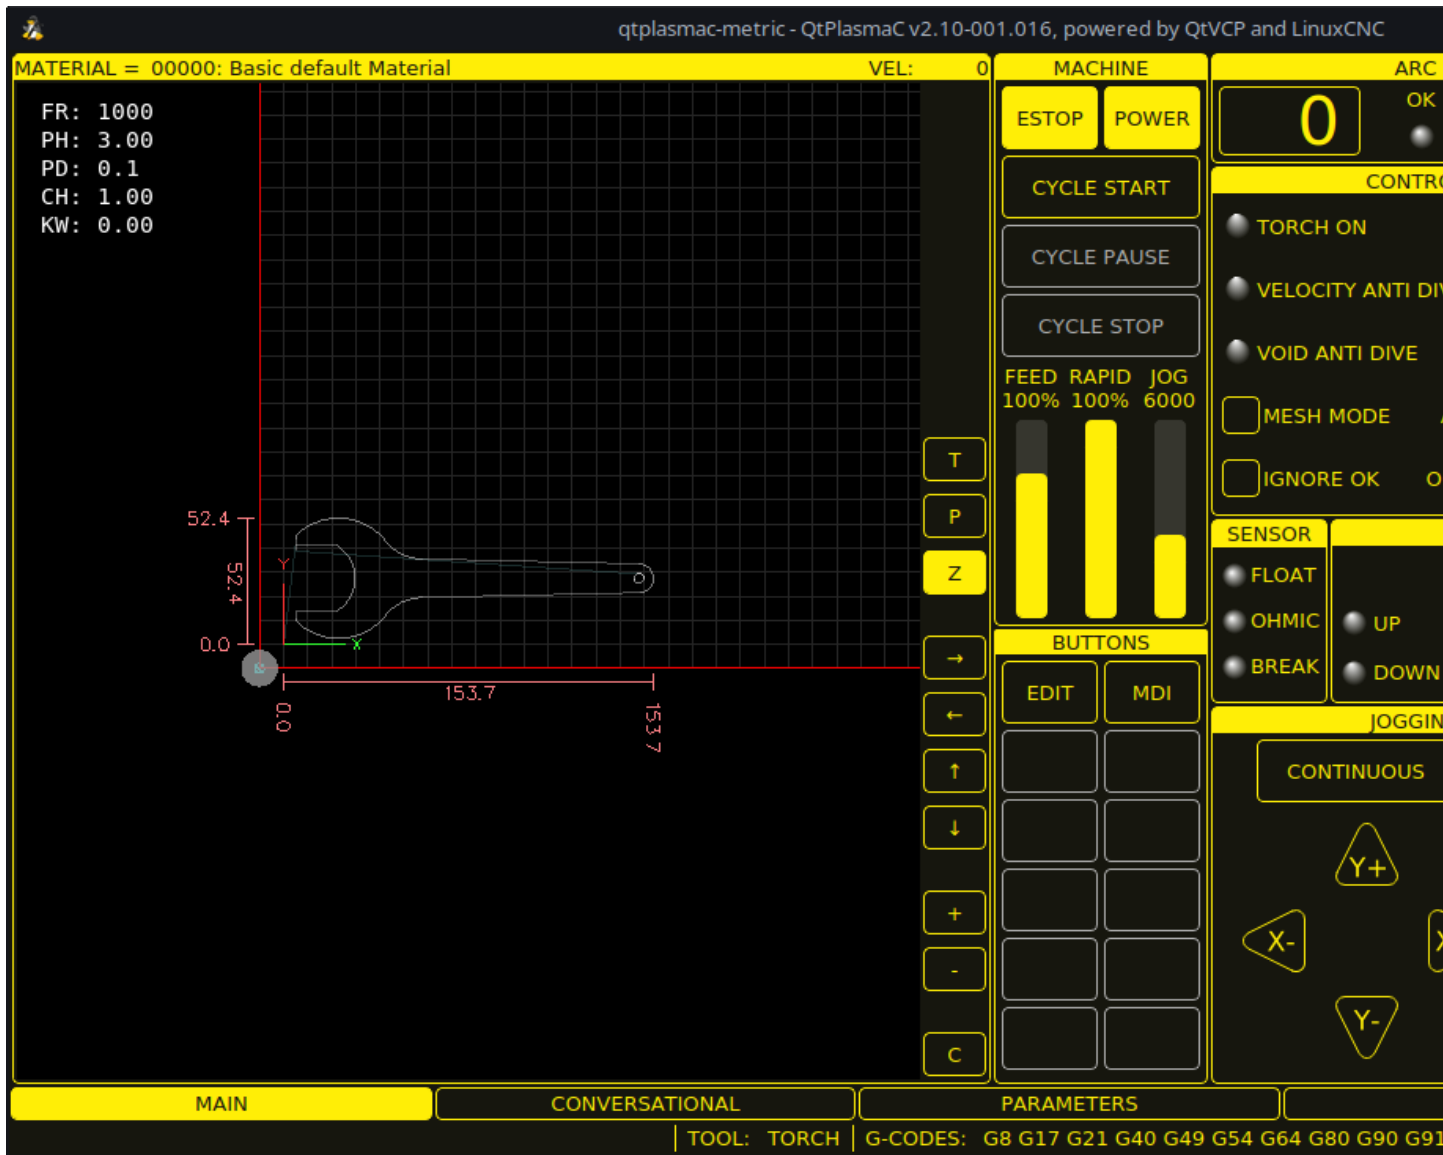 qtplasmac-metric - QtPlasmaC v2.10-001.016, powered by QtVCP and LinuxCNC
MATERIAL = 00000: Basic default Material VEL: 0
FR: 1000
PH: 3.00
PD: 0.1
CH: 1.00
KW: 0.00
52.4
52.4
0.0
Y
X
153.7
0.0
153.7
T
P
Z
→
←
↑
↓
+
-
C
MACHINE
ESTOP POWER
CYCLE START
CYCLE PAUSE
CYCLE STOP
FEED RAPID JOG
100% 100% 6000
BUTTONS
EDIT MDI
ARC
0 OK
CONTRO
TORCH ON
VELOCITY ANTI DIV
VOID ANTI DIVE
MESH MODE
IGNORE OK O
SENSOR
FLOAT
OHMIC
BREAK
UP
DOWN
JOGGIN
CONTINUOUS
Y+
X-
Y-
MAIN CONVERSATIONAL PARAMETERS
TOOL: TORCH G-CODES: G8 G17 G21 G40 G49 G54 G64 G80 G90 G91